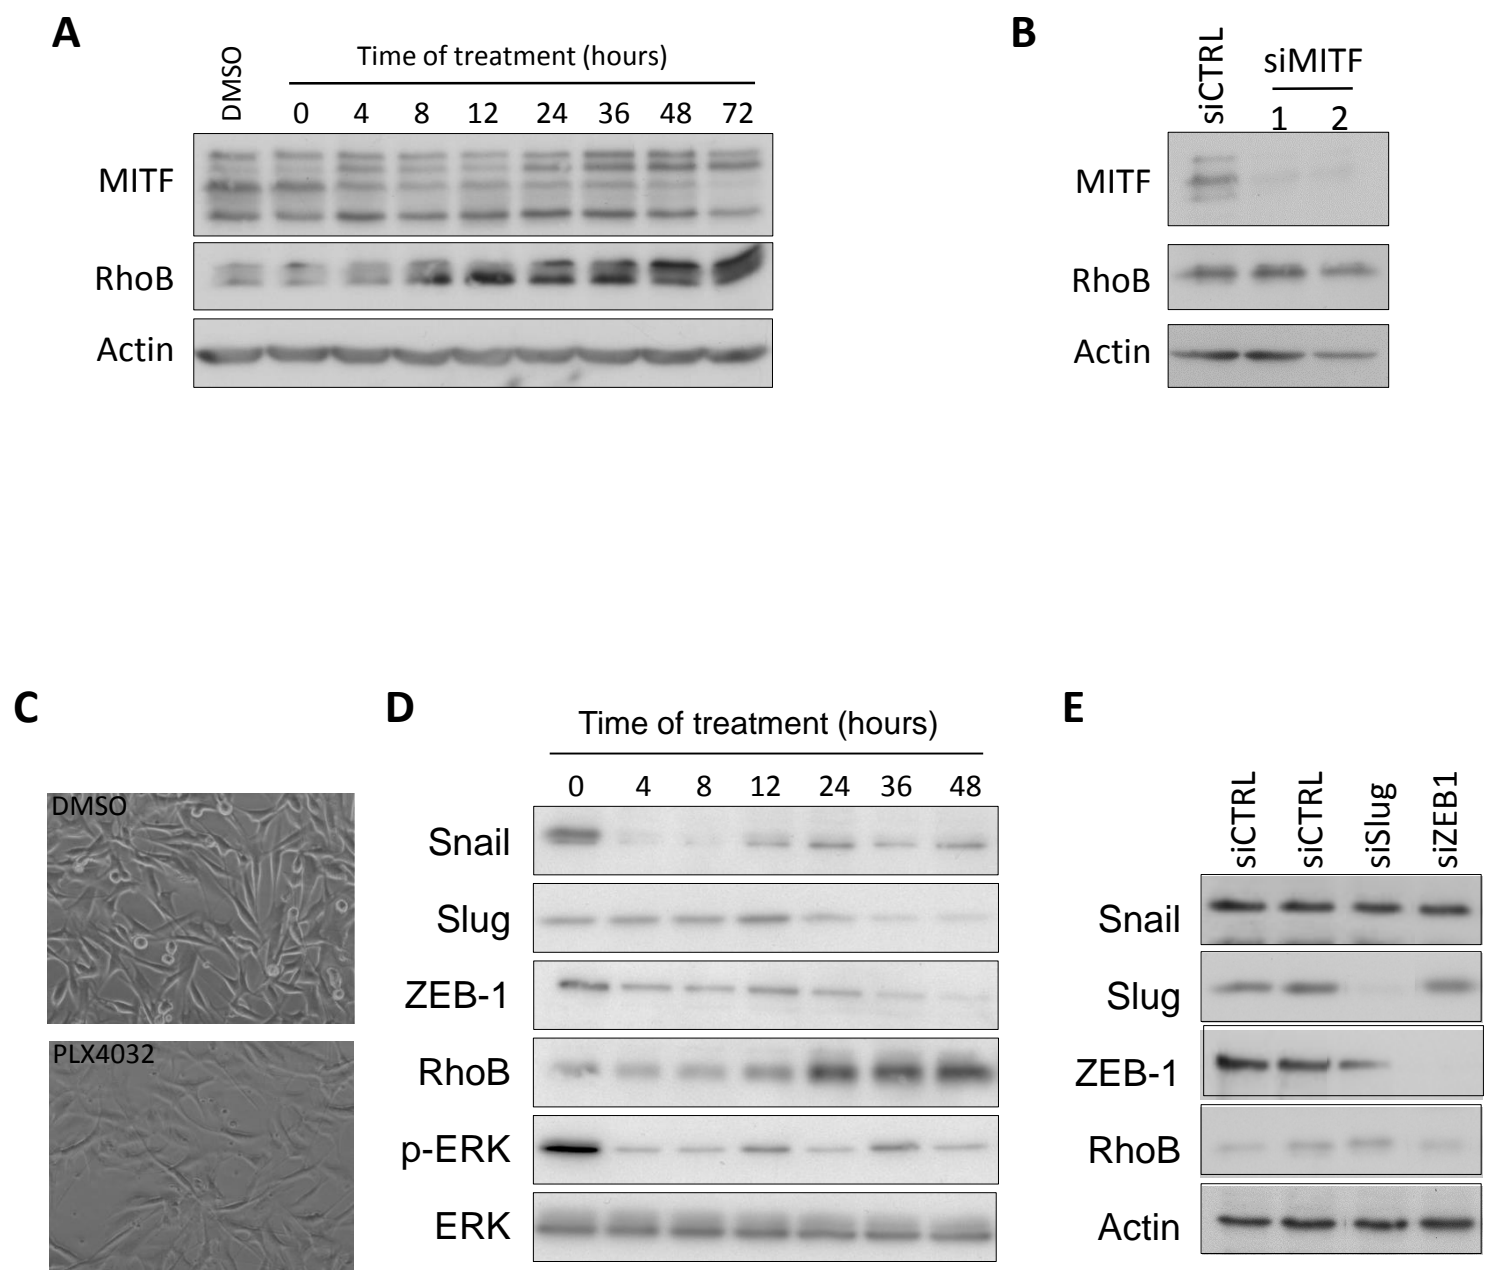 A
DMSO
Time of treatment (hours)
0 4 8 12 24 36 48 72
MITF
RhoB
Actin
B
siCTRL
siMITF
1 2
MITF
RhoB
Actin
C
DMSO
PLX4032
D
Time of treatment (hours)
0 4 8 12 24 36 48
Snail
Slug
ZEB-1
RhoB
p-ERK
ERK
E
siCTRL
siCTRL
siSlug
siZEB1
Snail
Slug
ZEB-1
RhoB
Actin